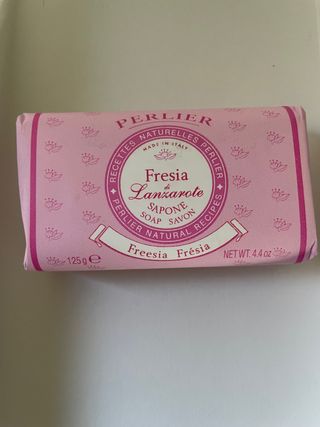 PERLIER
RECETTES NATURELLES PERLIER
MADE IN ITALY
Fresia
di
Lanzarote
SAPONE
SOAP SAVON
PERLIER NATURAL RECIPES
Freesia Frésia
125 g ℮
NET WT. 4.4 oz